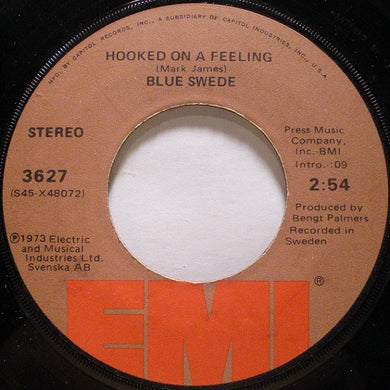 MFG. BY CAPITOL RECORDS, INC., A SUBSIDIARY OF CAPITOL INDUSTRIES, INC., U.S.A.
HOOKED ON A FEELING
(Mark James)
BLUE SWEDE
STEREO
3627
(S45-X48072)
Ⓟ1973 Electric
and Musical
Industries Ltd.
Svenska AB
Press Music
Company,
Inc.-BMI
Intro. :09
2:54
Produced by
Bengt Palmers
Recorded in
Sweden
EMI®